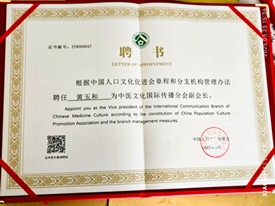 聘 书
LETTER OF APPOINTMENT
根据中国人口文化促进会章程和分支机构管理办法
聘任 黄玉和 为中医文化国际传播分会副会长。
Appoint you as the Vice president of the International Communication Branch of
Chinese Medicine Culture according to the constitution of China Population Culture
Promotion Association and the branch management measures.